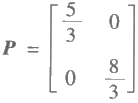 P = [ 5/3 0
0 8/3 ]